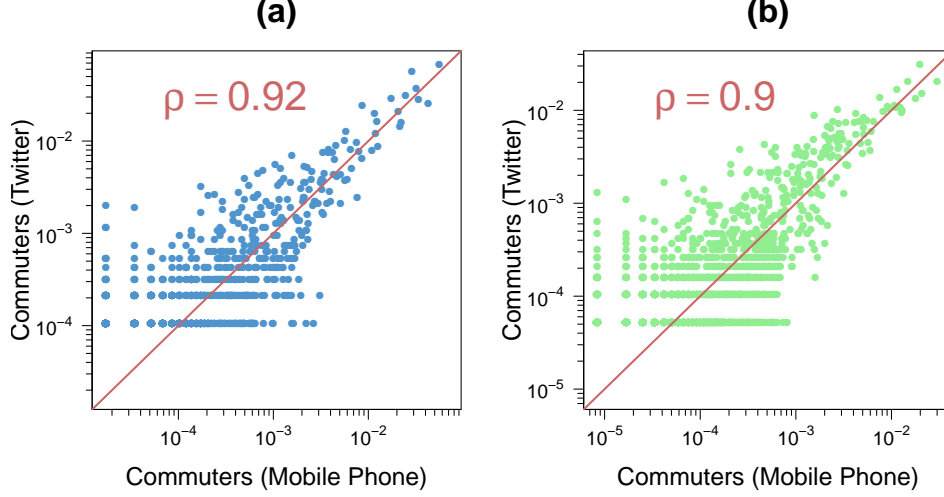 (a)
(b)
ρ = 0.92
ρ = 0.9
Commuters (Twitter)
10⁻²
10⁻³
10⁻⁴
10⁻⁴
10⁻³
10⁻²
Commuters (Mobile Phone)
Commuters (Twitter)
10⁻²
10⁻³
10⁻⁴
10⁻⁵
10⁻⁵
10⁻⁴
10⁻³
10⁻²
Commuters (Mobile Phone)